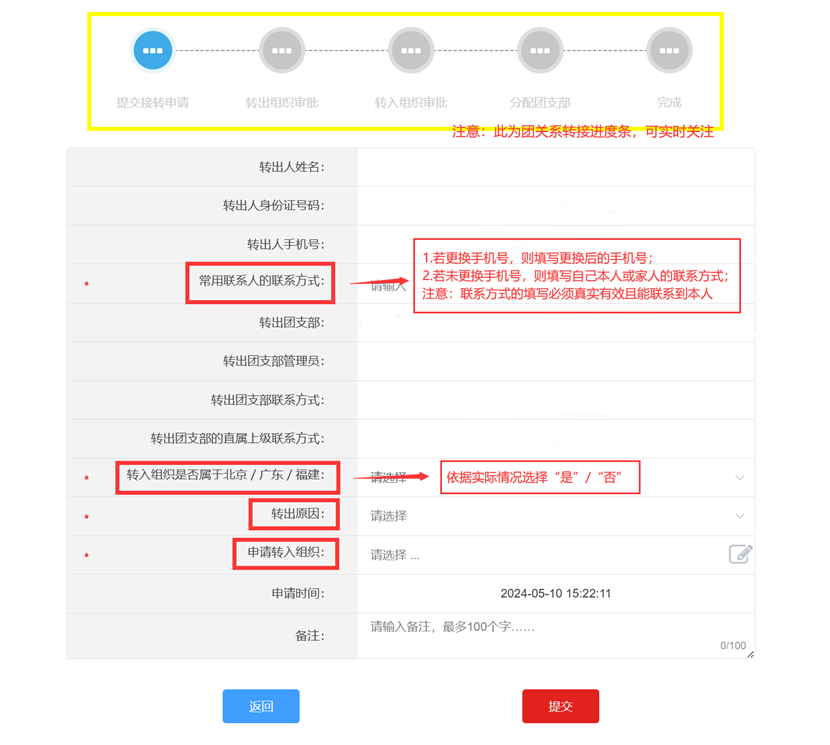 提交接转申请 转出组织审批 转入组织审批 分配团支部 完成
注意：此为团关系转接进度条，可实时关注
转出人姓名：
转出人身份证号码：
转出人手机号：
* 常用联系人的联系方式： 请输入
1.若更换手机号，则填写更换后的手机号；
2.若未更换手机号，则填写自己本人或家人的联系方式；
注意：联系方式的填写必须真实有效且能联系到本人
转出团支部：
转出团支部管理员：
转出团支部联系方式：
转出团支部的直属上级联系方式：
* 转入组织是否属于北京 / 广东 / 福建： 请选择 依据实际情况选择“是”/“否”
* 转出原因： 请选择
* 申请转入组织： 请选择 ...
申请时间： 2024-05-10 15:22:11
备注： 请输入备注，最多100个字……
0/100
返回 提交